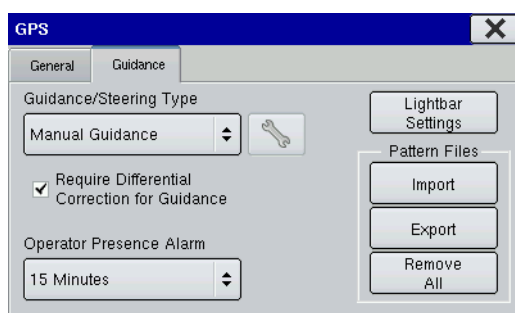 GPS
General
Guidance
Guidance/Steering Type
Manual Guidance
Require Differential
Correction for Guidance
Operator Presence Alarm
15 Minutes
Lightbar
Settings
Pattern Files
Import
Export
Remove
All